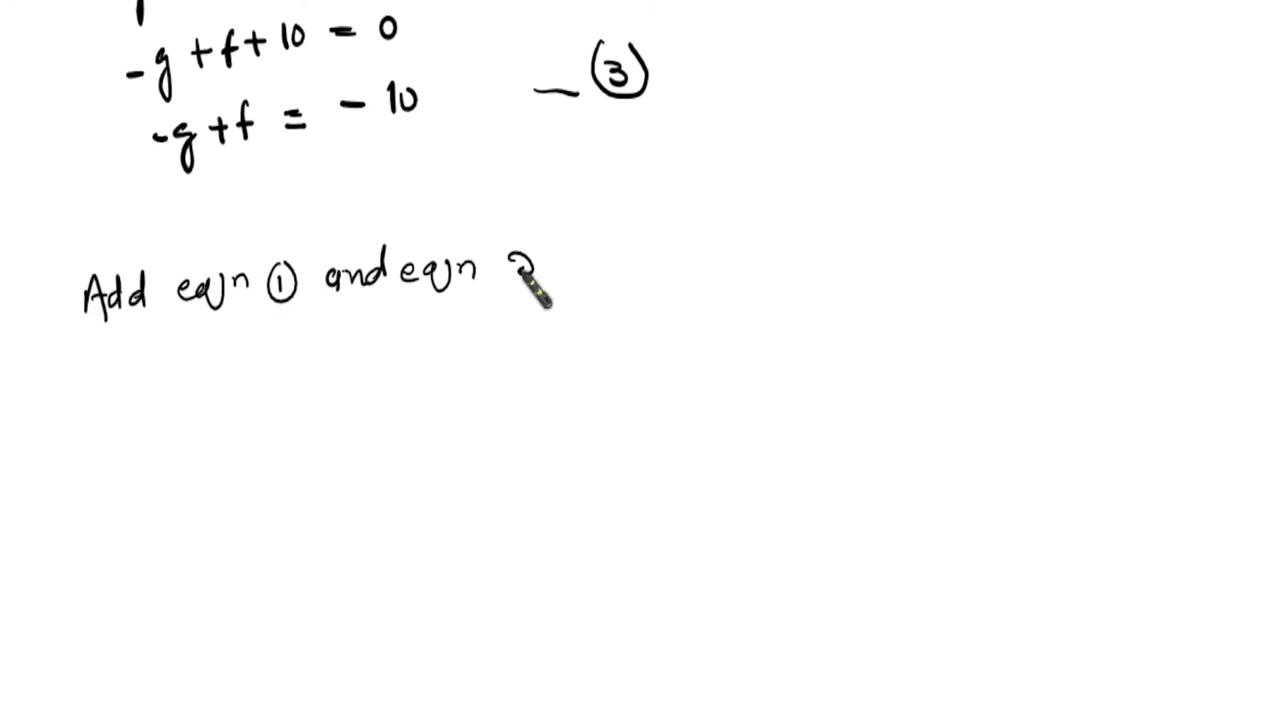 -g + f + 10 = 0
-g + f = - 10 — ③
Add eqn ① and eqn